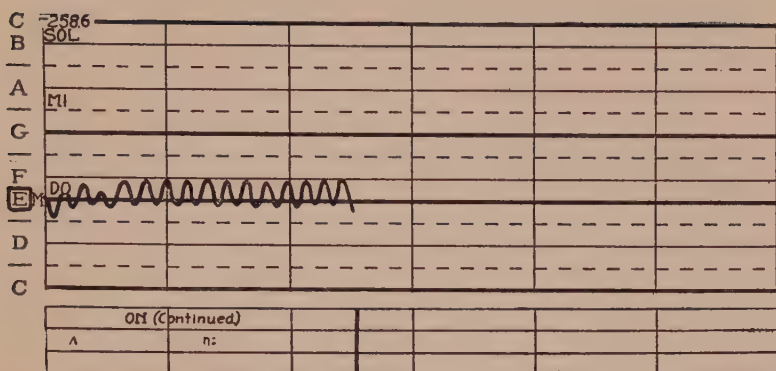 C -258.6
B SOL
A
MI
G
F
E M DO
D
C
ON (Continued)
ʌ n: